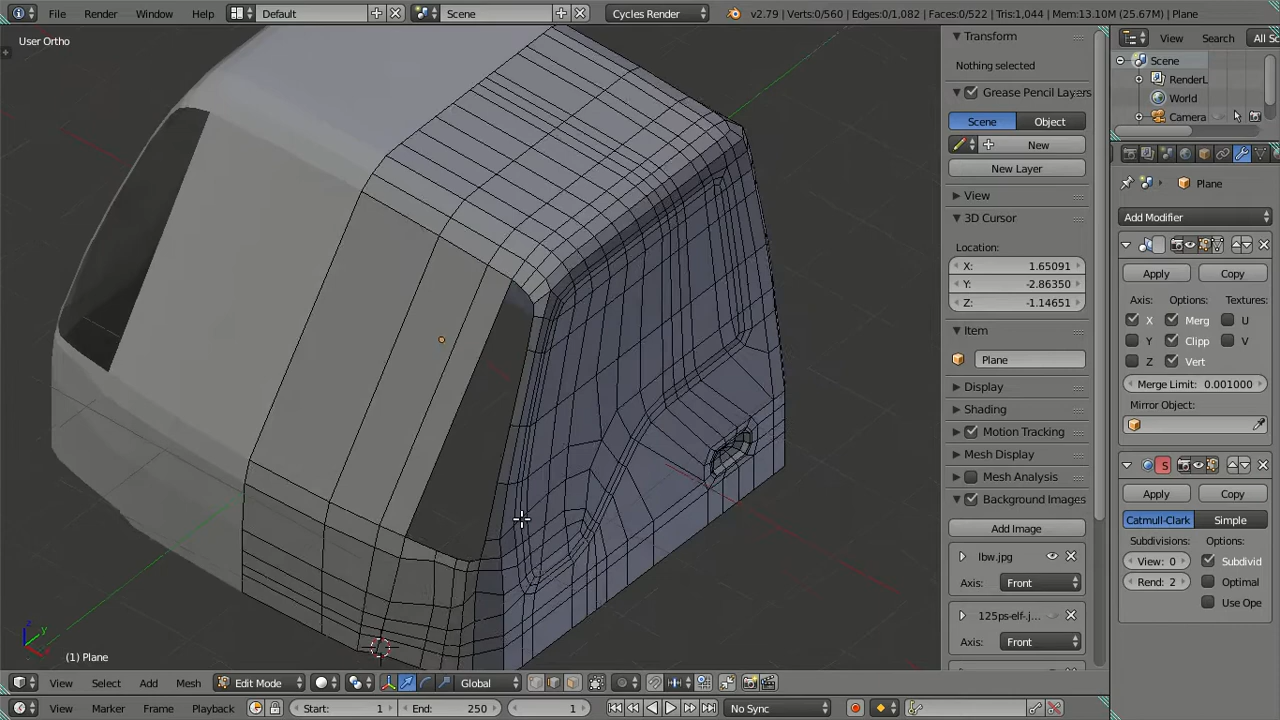 File Render Window Help Default Scene Cycles Render v2.79 | Verts:0/560 | Edges:0/1,082 | Faces:0/522 | Tris:1,044 | Mem:13.10M (25.67M) | Plane
User Ortho
(1) Plane
View Select Add Mesh Edit Mode Global
View Marker Frame Playback Start: 1 End: 250 1 No Sync
Transform
Nothing selected
Grease Pencil Layers
Scene Object
New
New Layer
View
3D Cursor
Location:
X: 1.65091
Y: -2.86350
Z: -1.14651
Item
Plane
Display
Shading
Motion Tracking
Mesh Display
Mesh Analysis
Background Images
Add Image
lbw.jpg
Axis: Front
125ps-elf-.j...
Axis: Front
View Search All S
Scene
RenderL
World
Camera
Plane
Add Modifier
Apply Copy
Axis: Options: Textures:
X Merg U
Y Clipp V
Z Vert
Merge Limit: 0.001000
Mirror Object:
S
Apply Copy
Catmull-Clark Simple
Subdivisions: Options:
View: 0 Subdivid
Rend: 2 Optimal
Use Ope